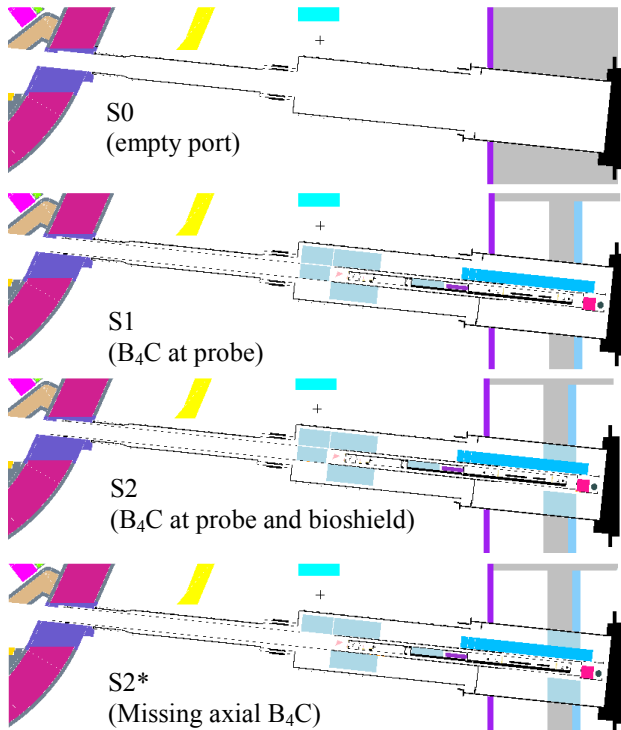 S0
(empty port)
S1
(B₄C at probe)
S2
(B₄C at probe and bioshield)
S2*
(Missing axial B₄C)